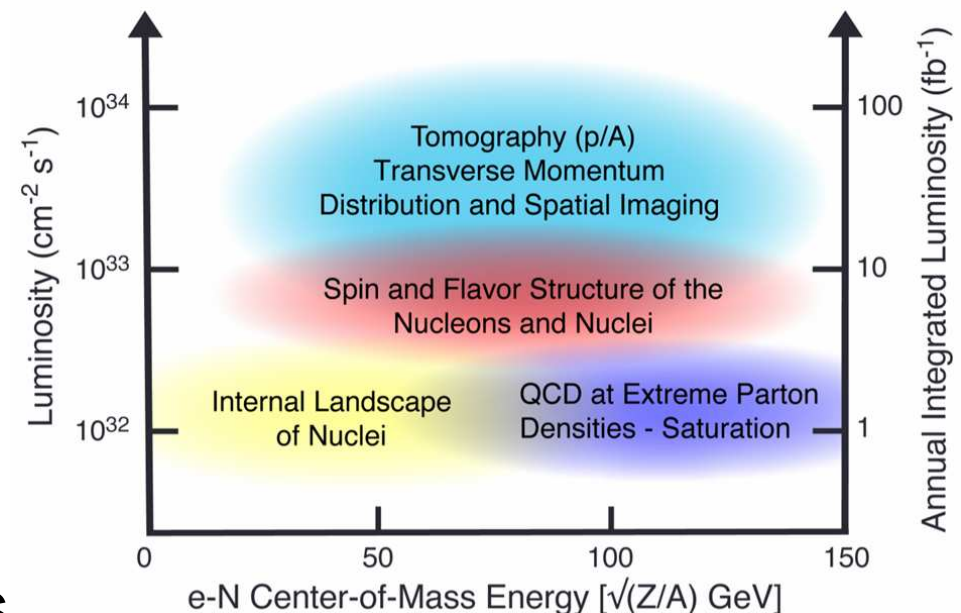 Luminosity (cm⁻² s⁻¹)
10³⁴
10³³
10³²
Tomography (p/A)
Transverse Momentum
Distribution and Spatial Imaging
Spin and Flavor Structure of the
Nucleons and Nuclei
Internal Landscape
of Nuclei
QCD at Extreme Parton
Densities - Saturation
100
10
1
Annual Integrated Luminosity (fb⁻¹)
0
50
100
150
e-N Center-of-Mass Energy [√(Z/A) GeV]